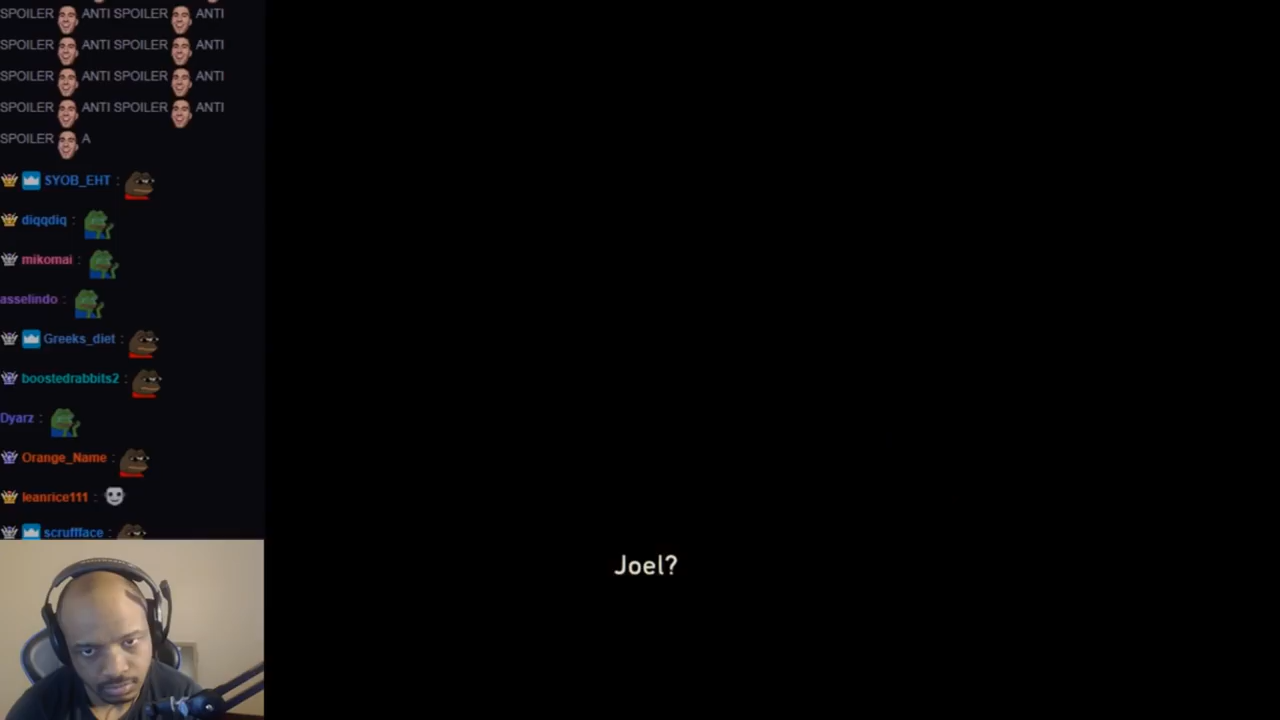 SPOILER ANTI SPOILER ANTI
SPOILER ANTI SPOILER ANTI
SPOILER ANTI SPOILER ANTI
SPOILER ANTI SPOILER ANTI
SPOILER A
SYOB_EHT :
diqqdiq :
mikomai :
asselindo :
Greeks_diet :
boostedrabbits2 :
Dyarz :
Orange_Name :
leanrice111 :
scruffface :
Joel?